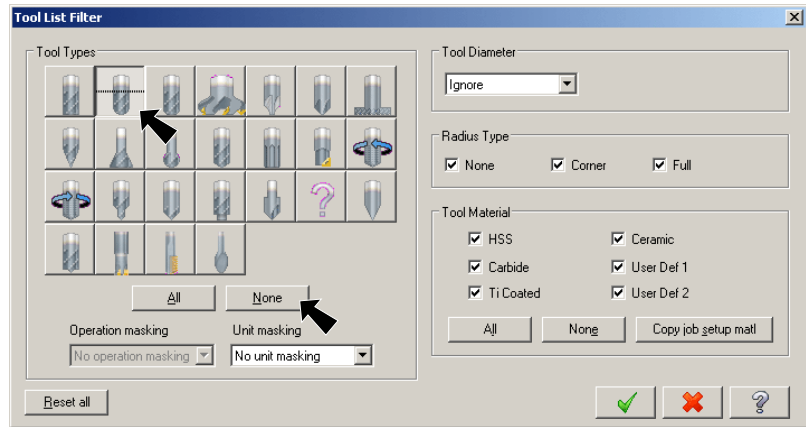 Tool List Filter
Tool Types
All
None
Operation masking
Unit masking
No operation masking
No unit masking
Reset all
Tool Diameter
Ignore
Radius Type
None
Corner
Full
Tool Material
HSS
Ceramic
Carbide
User Def 1
Ti Coated
User Def 2
All
None
Copy job setup matl